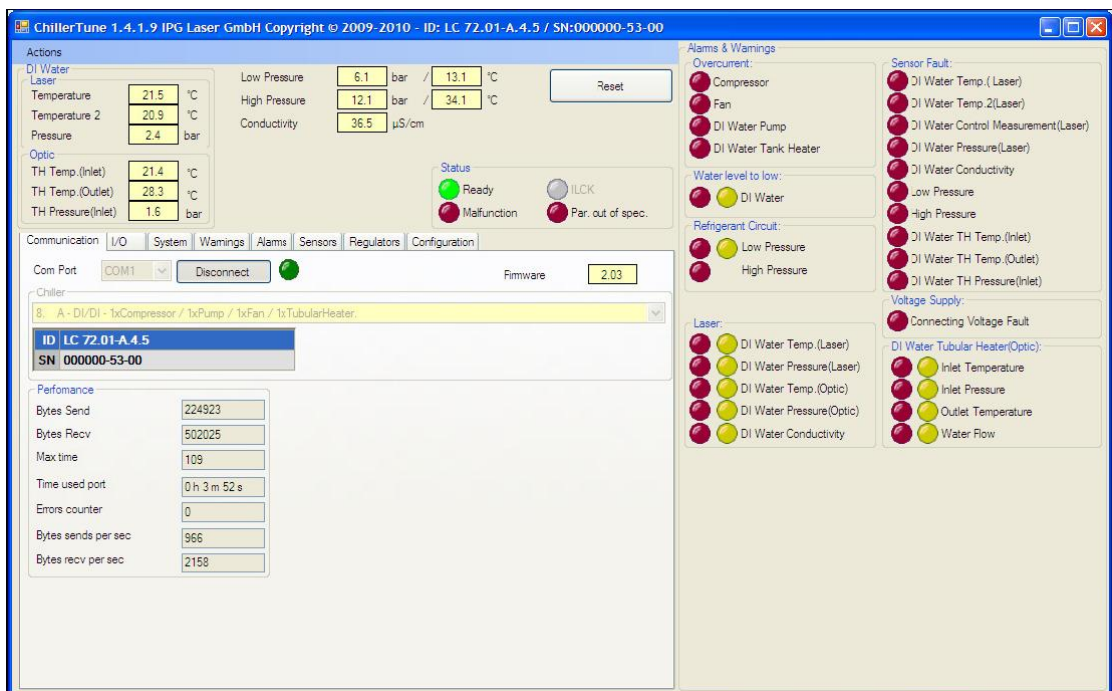 ChillerTune 1.4.1.9 IPG Laser GmbH Copyright © 2009-2010 - ID: LC 72.01-A.4.5 / SN:000000-53-00
Actions
DI Water
Laser
Temperature 21.5 °C
Temperature 2 20.9 °C
Pressure 2.4 bar
Optic
TH Temp.(Inlet) 21.4 °C
TH Temp.(Outlet) 28.3 °C
TH Pressure(Inlet) 1.6 bar
Low Pressure 6.1 bar / 13.1 °C
High Pressure 12.1 bar / 34.1 °C
Conductivity 36.5 µS/cm
Reset
Status
Ready ILCK
Malfunction Par. out of spec.
Communication I/O System Warnings Alarms Sensors Regulators Configuration
Com Port COM1 Disconnect Firmware 2.03
Chiller
8. A - DI/DI - 1xCompressor / 1xPump / 1xFan / 1xTubularHeater.
ID LC 72.01-A.4.5
SN 000000-53-00
Perfomance
Bytes Send 224923
Bytes Recv 502025
Max time 109
Time used port 0 h 3 m 52 s
Errors counter 0
Bytes sends per sec 966
Bytes recv per sec 2158
Alarms & Warnings
Overcurrent:
Compressor
Fan
DI Water Pump
DI Water Tank Heater
Water level to low:
DI Water
Refrigerant Circuit:
Low Pressure
High Pressure
Laser:
DI Water Temp.(Laser)
DI Water Pressure(Laser)
DI Water Temp.(Optic)
DI Water Pressure(Optic)
DI Water Conductivity
Sensor Fault:
DI Water Temp.( Laser)
DI Water Temp.2(Laser)
DI Water Control Measurement(Laser)
DI Water Pressure(Laser)
DI Water Conductivity
Low Pressure
High Pressure
DI Water TH Temp.(Inlet)
DI Water TH Temp.(Outlet)
DI Water TH Pressure(Inlet)
Voltage Supply:
Connecting Voltage Fault
DI Water Tubular Heater(Optic):
Inlet Temperature
Inlet Pressure
Outlet Temperature
Water Flow